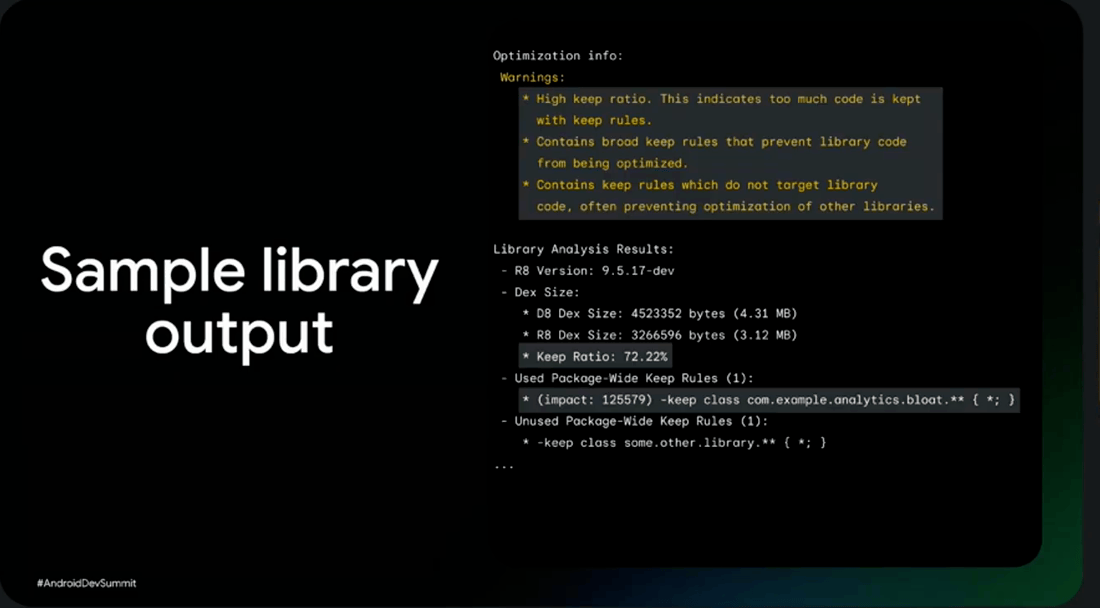 Sample library
output
Optimization info:
Warnings:
* High keep ratio. This indicates too much code is kept
with keep rules.
* Contains broad keep rules that prevent library code
from being optimized.
* Contains keep rules which do not target library
code, often preventing optimization of other libraries.
Library Analysis Results:
- R8 Version: 9.5.17-dev
- Dex Size:
* D8 Dex Size: 4523352 bytes (4.31 MB)
* R8 Dex Size: 3266596 bytes (3.12 MB)
* Keep Ratio: 72.22%
- Used Package-Wide Keep Rules (1):
* (impact: 125579) -keep class com.example.analytics.bloat.** { *; }
- Unused Package-Wide Keep Rules (1):
* -keep class some.other.library.** { *; }
...
#AndroidDevSummit